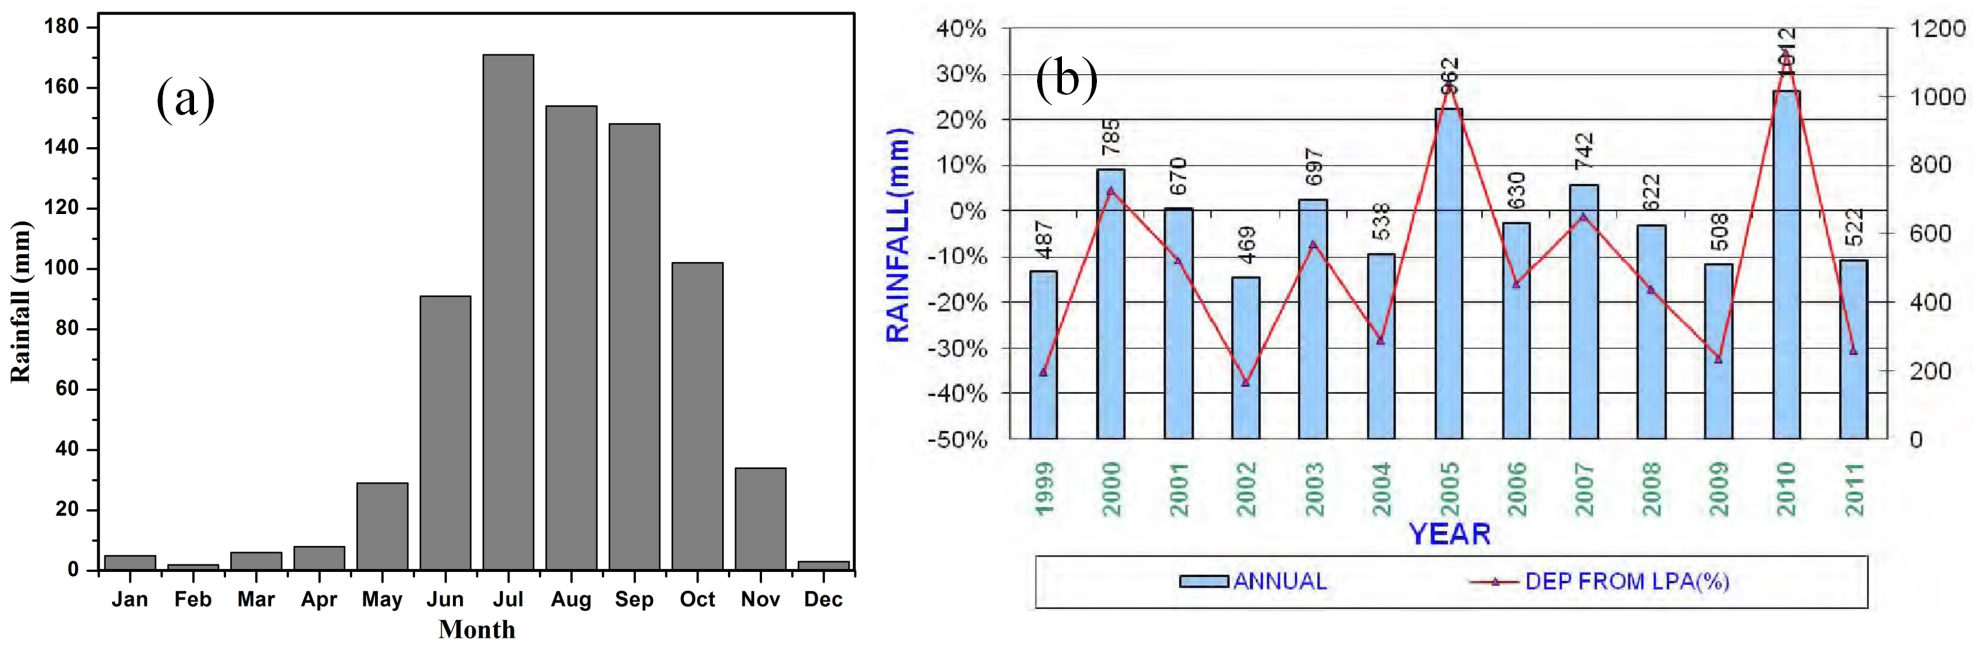 180
160
140
120
100
80
60
40
20
0
Rainfall (mm)
(a)
Jan Feb Mar Apr May Jun Jul Aug Sep Oct Nov Dec
Month
40%
30%
20%
10%
0%
-10%
-20%
-30%
-40%
-50%
RAINFALL(mm)
(b)
487 785 670 469 697 538 962 630 742 622 508 1012 522
1200
1000
800
600
400
200
0
1999 2000 2001 2002 2003 2004 2005 2006 2007 2008 2009 2010 2011
YEAR
ANNUAL DEP FROM LPA(%)